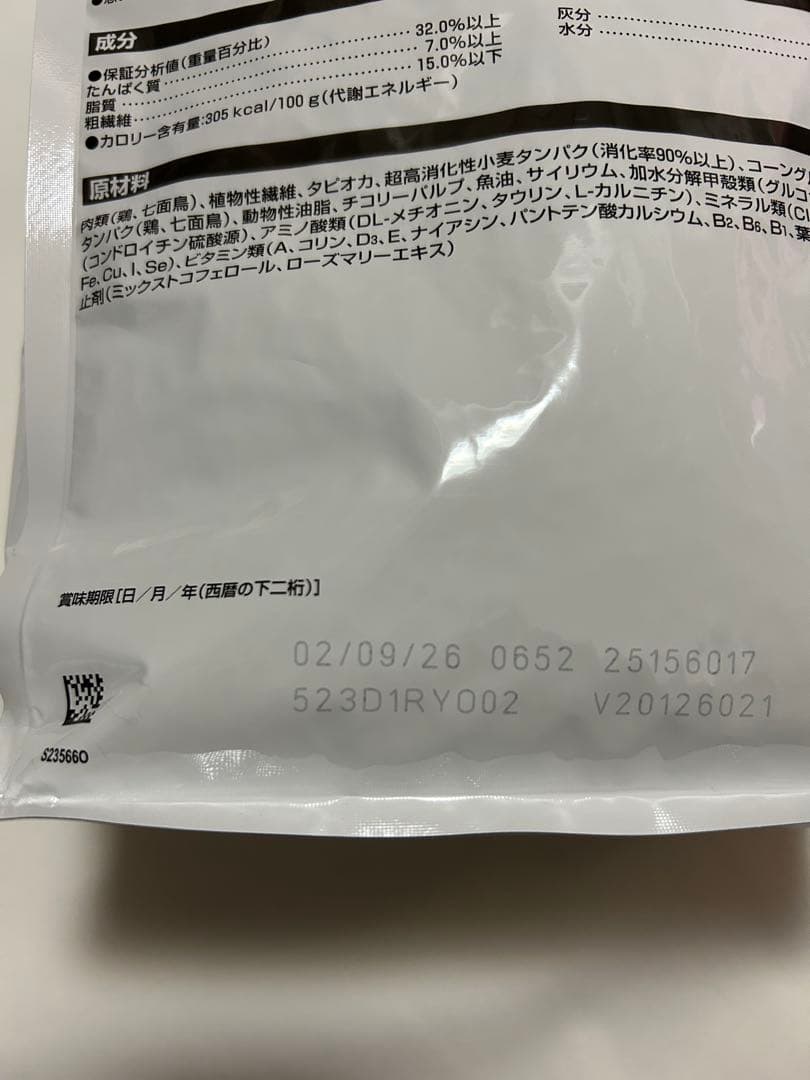 成分
●保証分析値(重量百分比)
たんぱく質 32.0%以上
脂質 7.0%以上
粗繊維 15.0%以下
●カロリー含有量:305 kcal/100 g(代謝エネルギー)
灰分
水分
原材料
肉類(鶏、七面鳥)、植物性繊維、タピオカ、超高消化性小麦タンパク(消化率90%以上)、コーングル
タンパク(鶏、七面鳥)、動物性油脂、チコリーパルプ、魚油、サイリウム、加水分解甲殻類(グルコ
(コンドロイチン硫酸源)、アミノ酸類(DL-メチオニン、タウリン、L-カルニチン)、ミネラル類(Cl
Fe、Cu、I、Se)、ビタミン類(A、コリン、D3、E、ナイアシン、パントテン酸カルシウム、B2、B6、B1、葉
止剤(ミックストコフェロール、ローズマリーエキス)
賞味期限[日/月/年(西暦の下二桁)]
02/09/26 0652 25156017
523D1RY002 V20126021
S235660